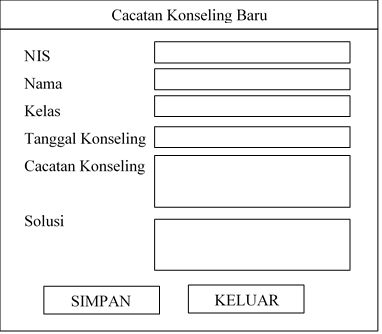 Cacatan Konseling Baru
NIS
Nama
Kelas
Tanggal Konseling
Cacatan Konseling
Solusi
SIMPAN KELUAR